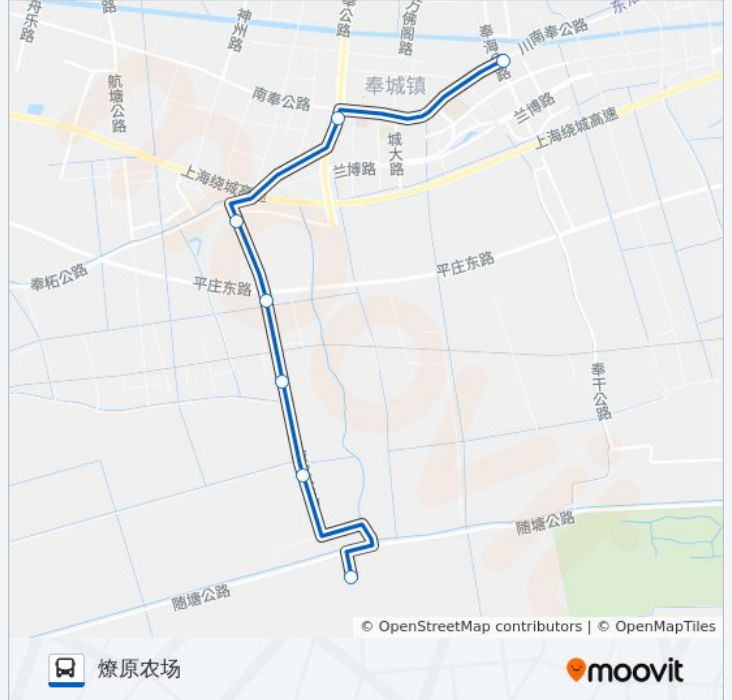 川南奉公路
神州路
万佛阁路
奉海路
航塘公路
南奉公路
奉城镇
兰博路
城大路
上海绕城高速
兰博路
上海绕城高
奉柘公路
平庄东路
平庄东路
奉干公路
随塘公路
随塘公路
© OpenStreetMap contributors | © OpenMapTiles
燎原农场
moovit